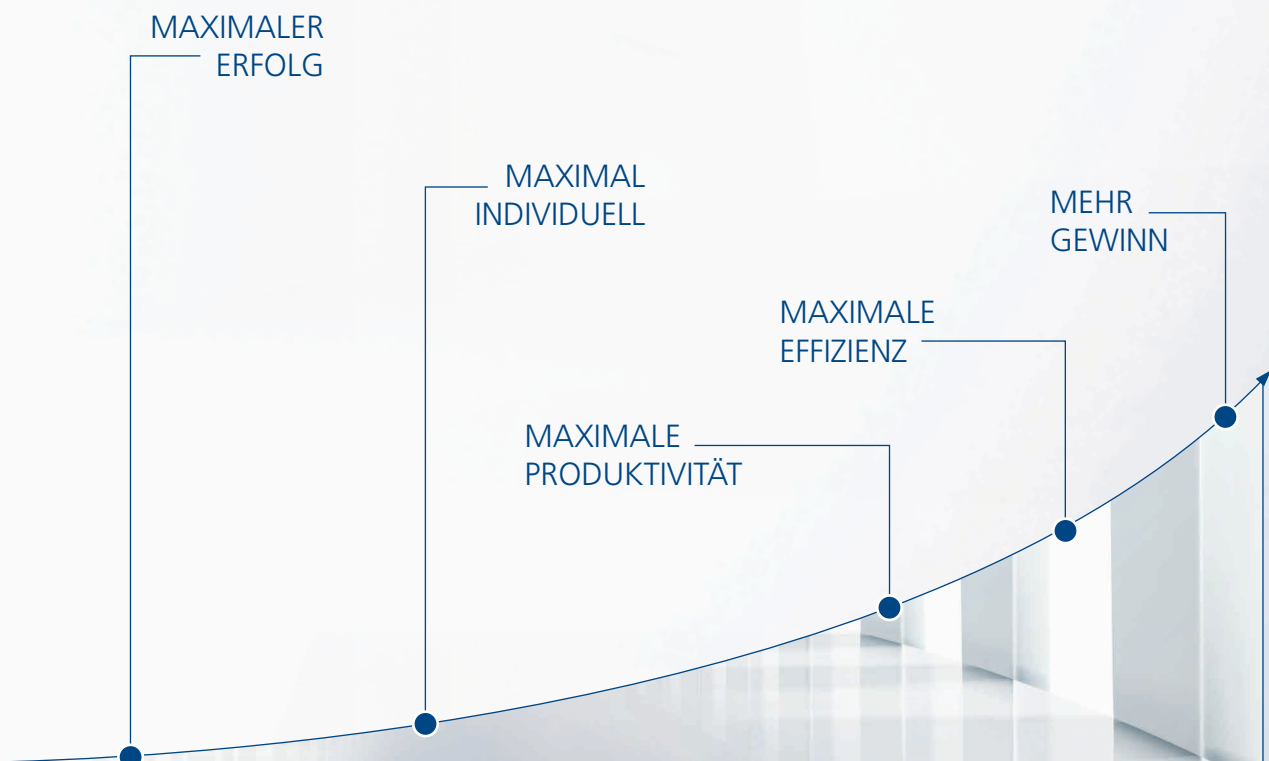 MAXIMALER
ERFOLG
MAXIMAL
INDIVIDUELL
MEHR
GEWINN
MAXIMALE
EFFIZIENZ
MAXIMALE
PRODUKTIVITÄT